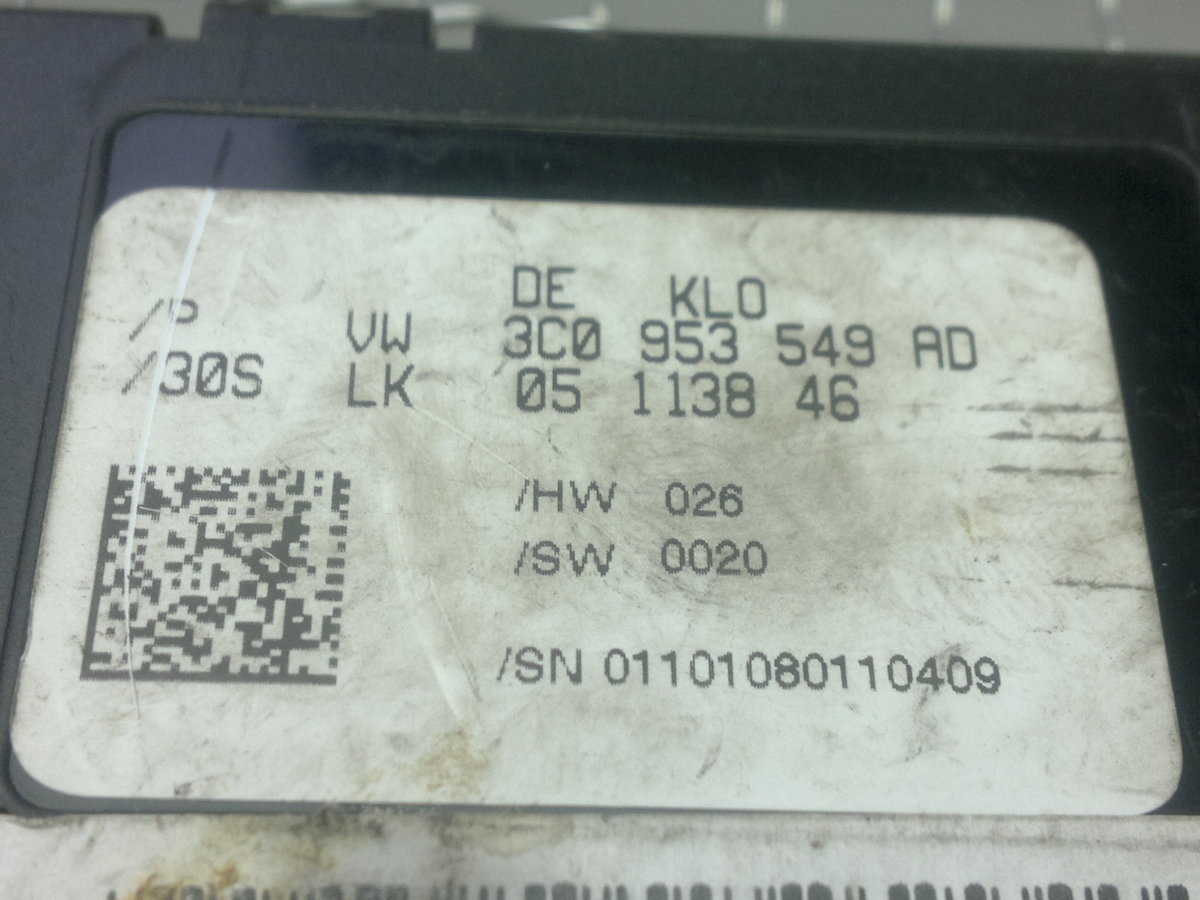 DE KLO
/P VW 3C0 953 549 AD
/30S LK 05 1138 46
/HW 026
/SW 0020
/SN 01101080110409